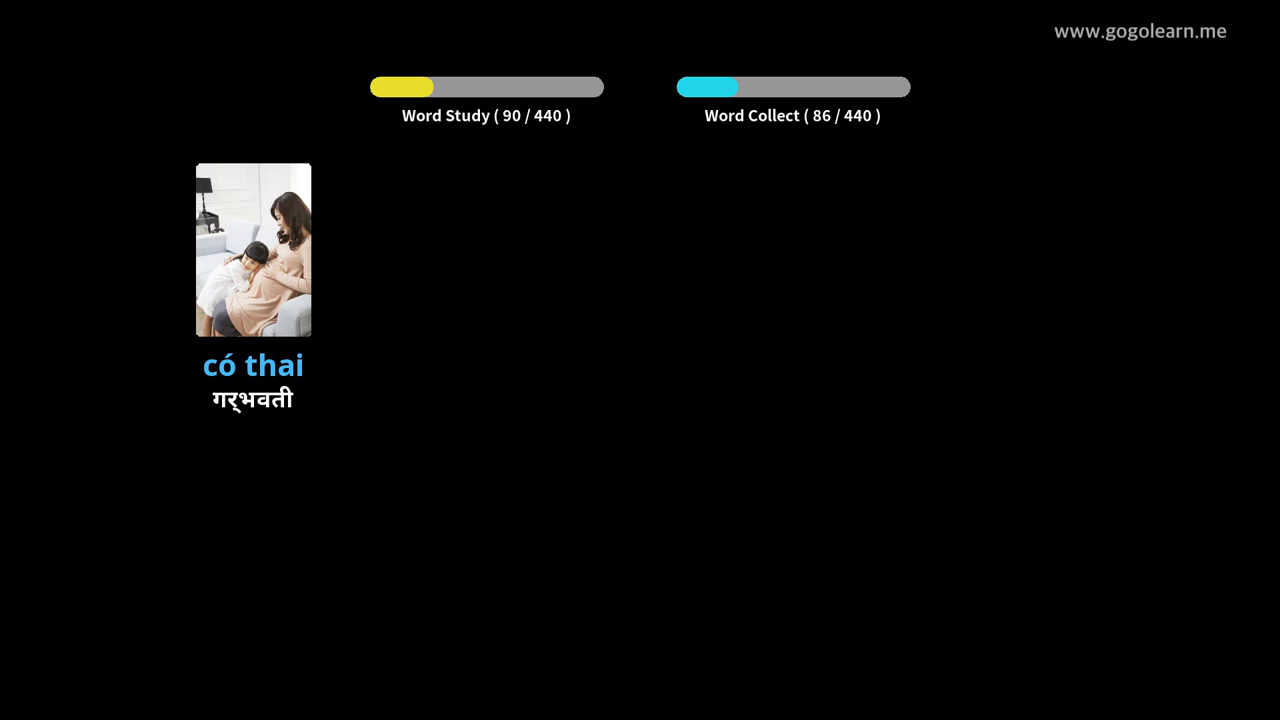 www.gogolearn.me
Word Study ( 90 / 440 )
Word Collect ( 86 / 440 )
có thai
गर्भवती